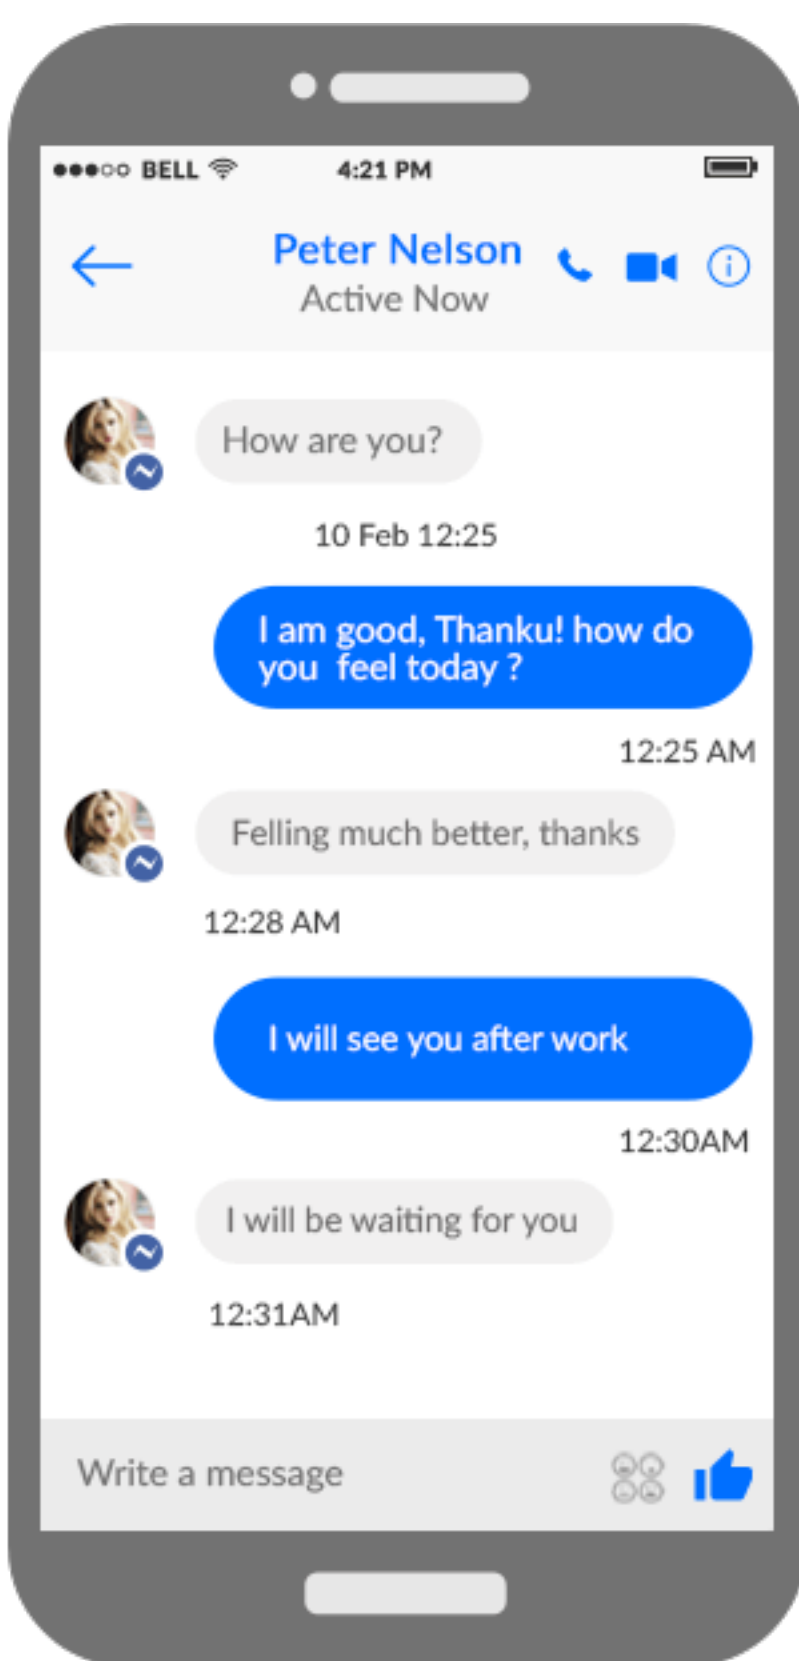 BELL 4:21 PM
Peter Nelson
Active Now
How are you?
10 Feb 12:25
I am good, Thanku! how do
you feel today ?
12:25 AM
Felling much better, thanks
12:28 AM
I will see you after work
12:30AM
I will be waiting for you
12:31AM
Write a message